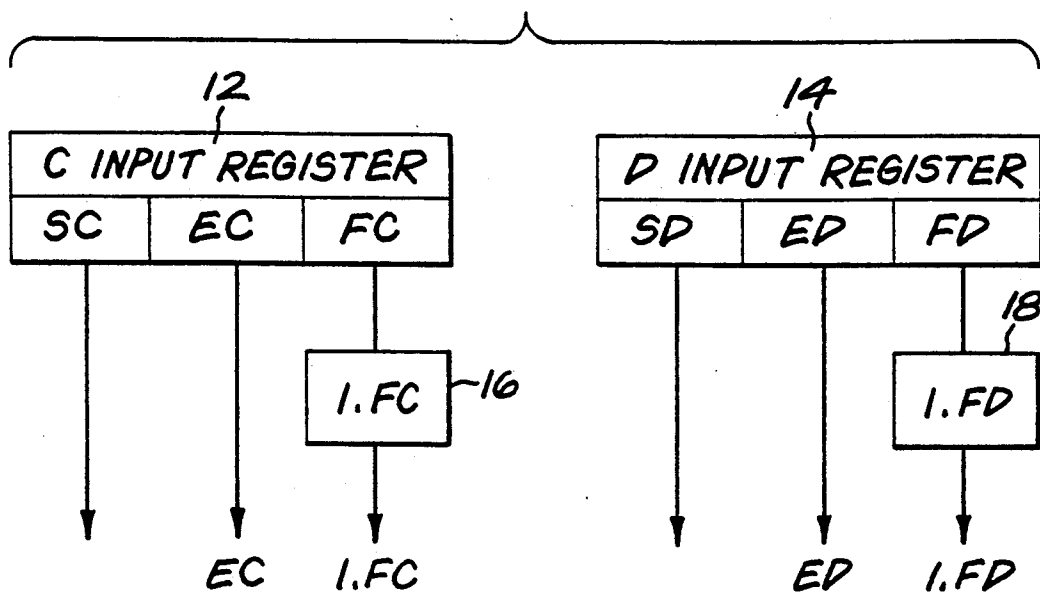 12
14
C INPUT REGISTER
D INPUT REGISTER
SC EC FC
SD ED FD
18
1.FC
16
1.FD
EC 1.FC
ED 1.FD